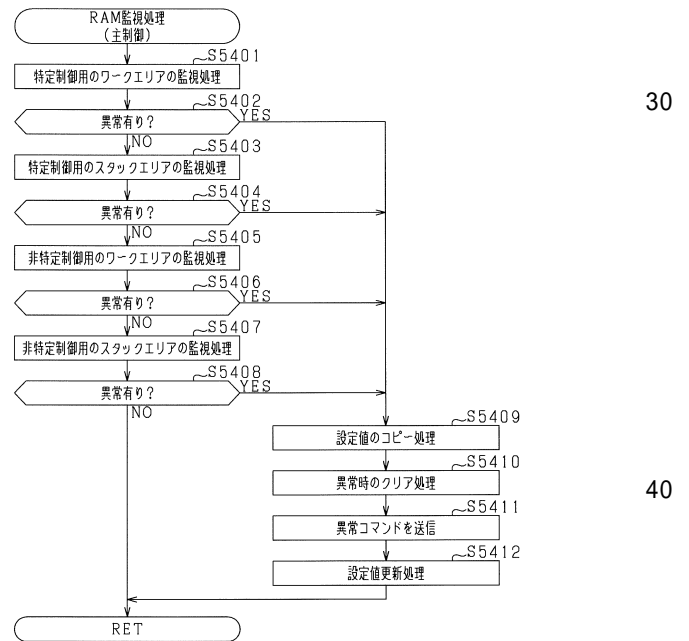 RAM監視処理
(主制御)
S5401
特定制御用のワークエリアの監視処理
30
S5402
異常有り?
YES
NO
S5403
特定制御用のスタックエリアの監視処理
S5404
異常有り?
YES
NO
S5405
非特定制御用のワークエリアの監視処理
S5406
異常有り?
YES
NO
S5407
非特定制御用のスタックエリアの監視処理
S5408
異常有り?
YES
NO
S5409
設定値のコピー処理
S5410
異常時のクリア処理
40
S5411
異常コマンドを送信
S5412
設定値更新処理
RET